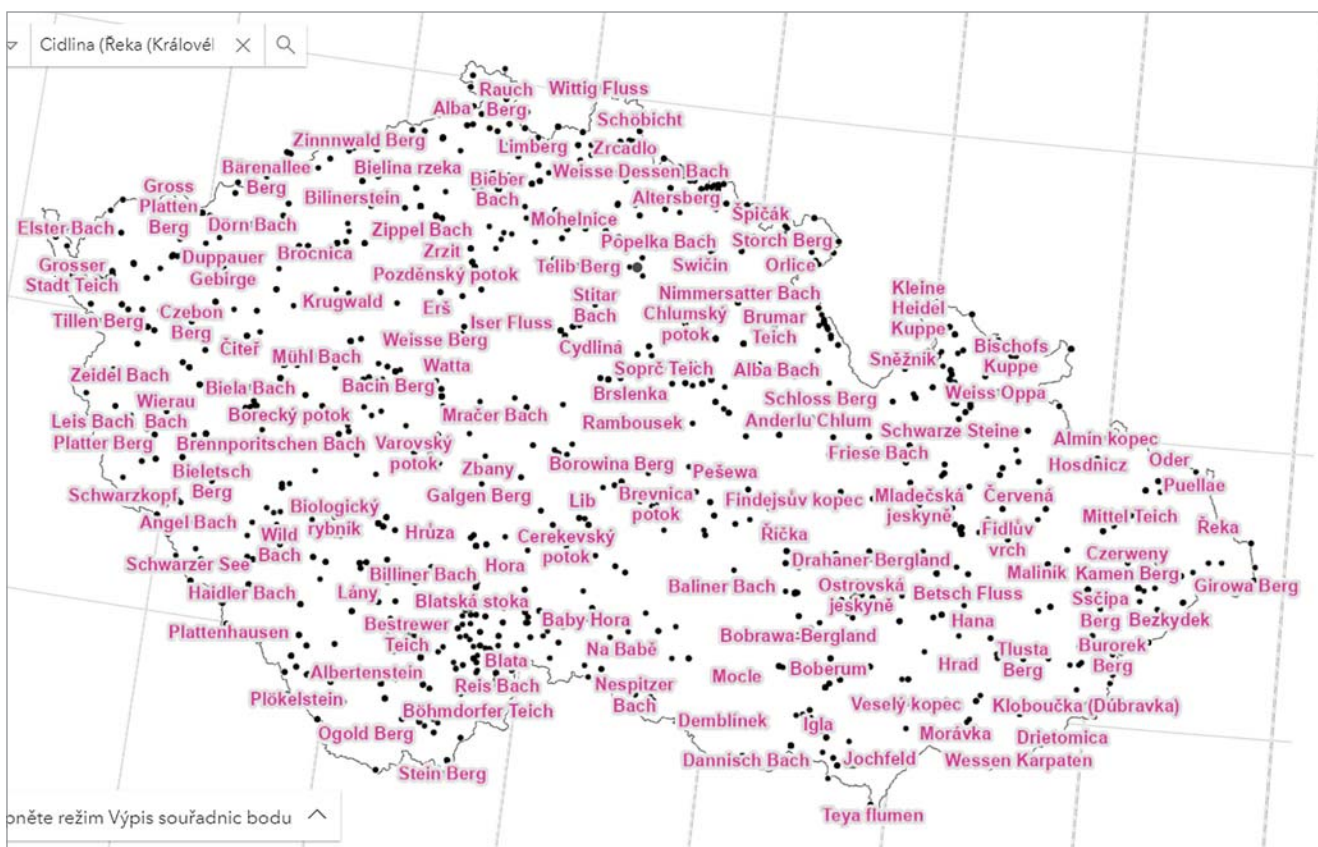 Cidlina (Řeka (Královél
Rauch
Berg
Wittig Fluss
Alba
Schöbicht
Zinnnwald Berg
Limberg
Zrcadlo
Bärenallee
Berg
Bielina rzeka
Bieber
Bach
Weisse Dessen Bach
Gross
Platten
Berg
Bilinerstein
Altersberg
Elster Bach
Dörn Bach
Zippel Bach
Mohelnice
Špičák
Grosser
Stadt Teich
Duppauer
Gebirge
Brocnica
Zrzit
Popelka Bach
Storch Berg
Pozděnský potok
Telib Berg
Swičin
Orlice
Krugwald
Erš
Stitar
Bach
Nimmersatter Bach
Kleine
Heidel
Kuppe
Tillen Berg
Czebon
Berg
Iser Fluss
Chlumský
potok
Brumar
Teich
Čiteř
Weisse Berg
Cydliná
Bischofs
Kuppe
Mühl Bach
Watta
Soprč Teich
Alba Bach
Sněžnik
Zeidel Bach
Biela Bach
Bacin Berg
Brslenka
Schloss Berg
Weiss Oppa
Wierau
Bach
Leis Bach
Borecký potok
Mračer Bach
Rambousek
Anderlu Chlum
Schwarze Steine
Platter Berg
Brennporitschen Bach
Varovský
potok
Friese Bach
Almín kopec
Bieletsch
Berg
Zbany
Borowina Berg
Pešewa
Hosdnicz
Oder
Schwarzkopf
Galgen Berg
Lib
Brevnica
potok
Findejsův kopec
Mladečská
jeskyně
Červená
Puellae
Angel Bach
Biologický
rybník
Hrůza
Cerekevský
potok
Řička
Fidlův
vrch
Mittel Teich
Řeka
Wild
Bach
Schwarzer See
Billiner Bach
Hora
Drahaner Bergland
Maliník
Czerweny
Kamen Berg
Girowa Berg
Haidler Bach
Lány
Blatská stoka
Baliner Bach
Ostrovská
jeskyně
Betsch Fluss
Ssčipa
Berg
Bezkydek
Plattenhausen
Bestrewer
Teich
Baby Hora
Bobrawa-Bergland
Hana
Burorek
Berg
Albertenstein
Blata
Na Babě
Mocle
Boberum
Hrad
Tlusta
Berg
Plökelstein
Reis Bach
Nespitzer
Bach
Veselý kopec
Kloboučka (Dúbravka)
Böhmdorfer Teich
Demblínek
Igla
Morávka
Drietomica
Ogold Berg
Dannisch Bach
Jochfeld
Wessen Karpaten
Stein Berg
Teya flumen
oněte režim Výpis souřadnic bodu